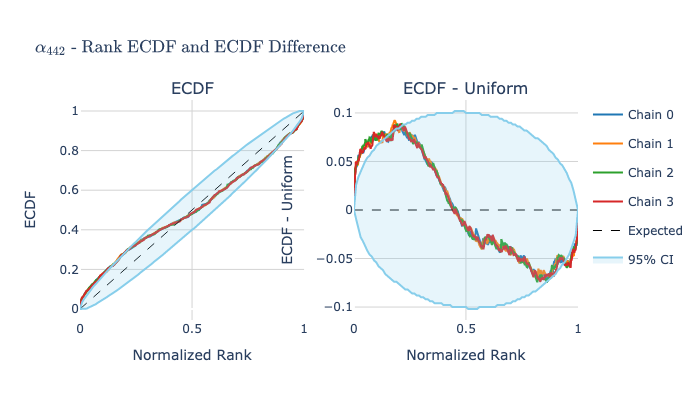 α₄₄₂ - Rank ECDF and ECDF Difference
ECDF
ECDF - Uniform
ECDF
1
0.8
0.6
0.4
0.2
0
0
0.5
1
Normalized Rank
ECDF - Uniform
0.1
0.05
0
−0.05
−0.1
0
0.5
1
Normalized Rank
Chain 0
Chain 1
Chain 2
Chain 3
Expected
95% CI